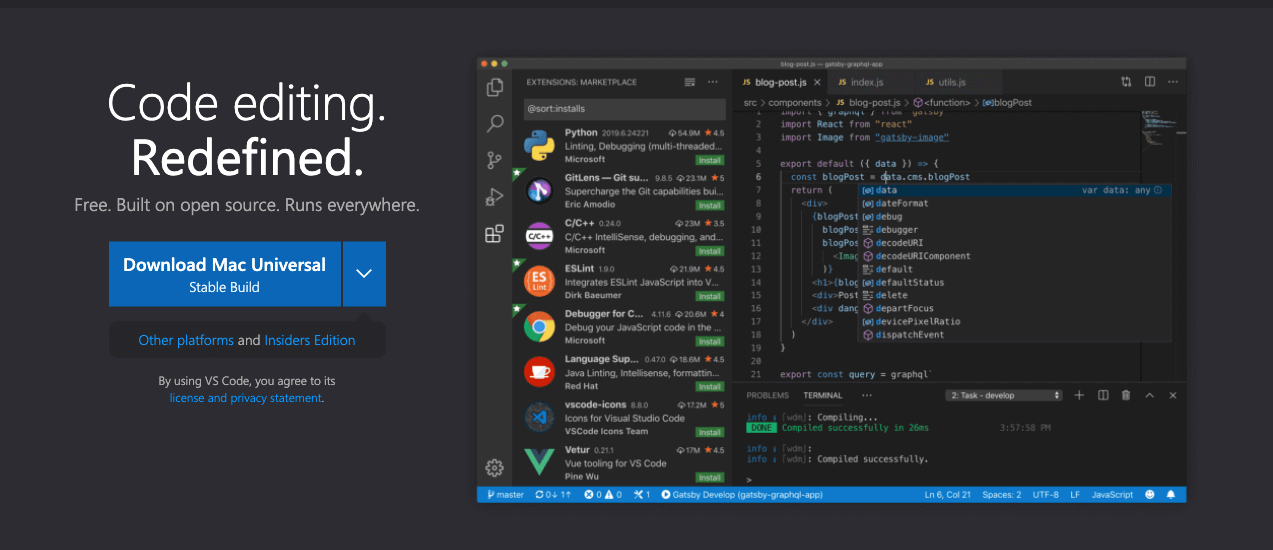 Code editing.
Redefined.
Free. Built on open source. Runs everywhere.
Download Mac Universal
Stable Build
Other platforms and Insiders Edition
By using VS Code, you agree to its
license and privacy statement.
blog-post.js — gatsby-graphql-app
EXTENSIONS: MARKETPLACE
@sort:installs
Python 2019.6.24221 54.9M ★ 4.5
Linting, Debugging (multi-threaded...
Microsoft Install
GitLens — Git su... 9.8.5 23.1M ★ 5
Supercharge the Git capabilities bui...
Eric Amodio Install
C/C++ 0.24.0 23M ★ 3.5
C/C++ IntelliSense, debugging, and...
Microsoft Install
ESLint 1.9.0 21.9M ★ 4.5
Integrates ESLint JavaScript into V...
Dirk Baeumer Install
Debugger for C... 4.11.6 20.6M ★ 4
Debug your JavaScript code in the ...
Microsoft Install
Language Sup... 0.47.0 18.6M ★ 4.5
Java Linting, Intellisense, formattin...
Red Hat Install
vscode-icons 8.8.0 17.2M ★ 5
Icons for Visual Studio Code
VSCode Icons Team Install
Vetur 0.21.1 17M ★ 4.5
Vue tooling for VS Code
Pine Wu Install
C/C++
ES
Lint
JS blog-post.js JS index.js JS utils.js
src > components > JS blog-post.js > <function> > blogPost
1 import { graphql } from "gatsby"
2 import React from "react"
3 import Image from "gatsby-image"
4
5 export default ({ data }) => {
6 const blogPost = data.cms.blogPost
7 return (
8 <div>
9 {blogPost
10 blogPo
11 blogPo
12 <Ima
13 )}
14 <h1>{blog
15 <div>Post
16 <div dang
17 </div>
18 )
19 }
20
21 export const query = graphql`
data var data: any
dateFormat
debug
debugger
decodeURI
decodeURIComponent
default
defaultStatus
delete
departFocus
devicePixelRatio
dispatchEvent
PROBLEMS TERMINAL ... 2: Task - develop
info [wdm]: Compiling...
DONE Compiled successfully in 26ms 3:57:58 PM
info [wdm]:
info [wdm]: Compiled successfully.
>
master 0↓ 1↑ 0 0 1 Gatsby Develop (gatsby-graphql-app) Ln 6, Col 21 Spaces: 2 UTF-8 LF JavaScript